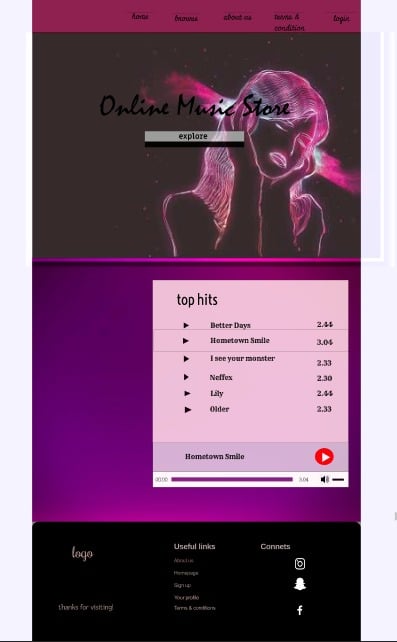 home
browse
about us
terms &
condition
login
Online Music Store
explore
top hits
Better Days 2.44
Hometown Smile 3.04
I see your monster 2.33
Neffex 2.30
Lily 2.44
Older 2.33
Hometown Smile
00.00 3.04
logo
thanks for visiting!
Useful links
About us
Homepage
Sign up
Your profile
Terms & conditions
Connets